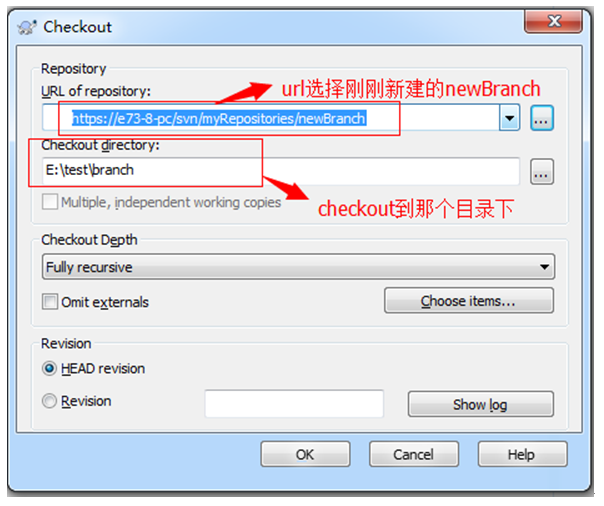 Checkout
Repository
URL of repository:
url选择刚刚新建的newBranch
https://e73-8-pc/svn/myRepositories/newBranch
...
Checkout directory:
E:\test\branch
...
Multiple, independent working copies
checkout到那个目录下
Checkout Depth
Fully recursive
Omit externals
Choose items...
Revision
HEAD revision
Revision
Show log
OK
Cancel
Help